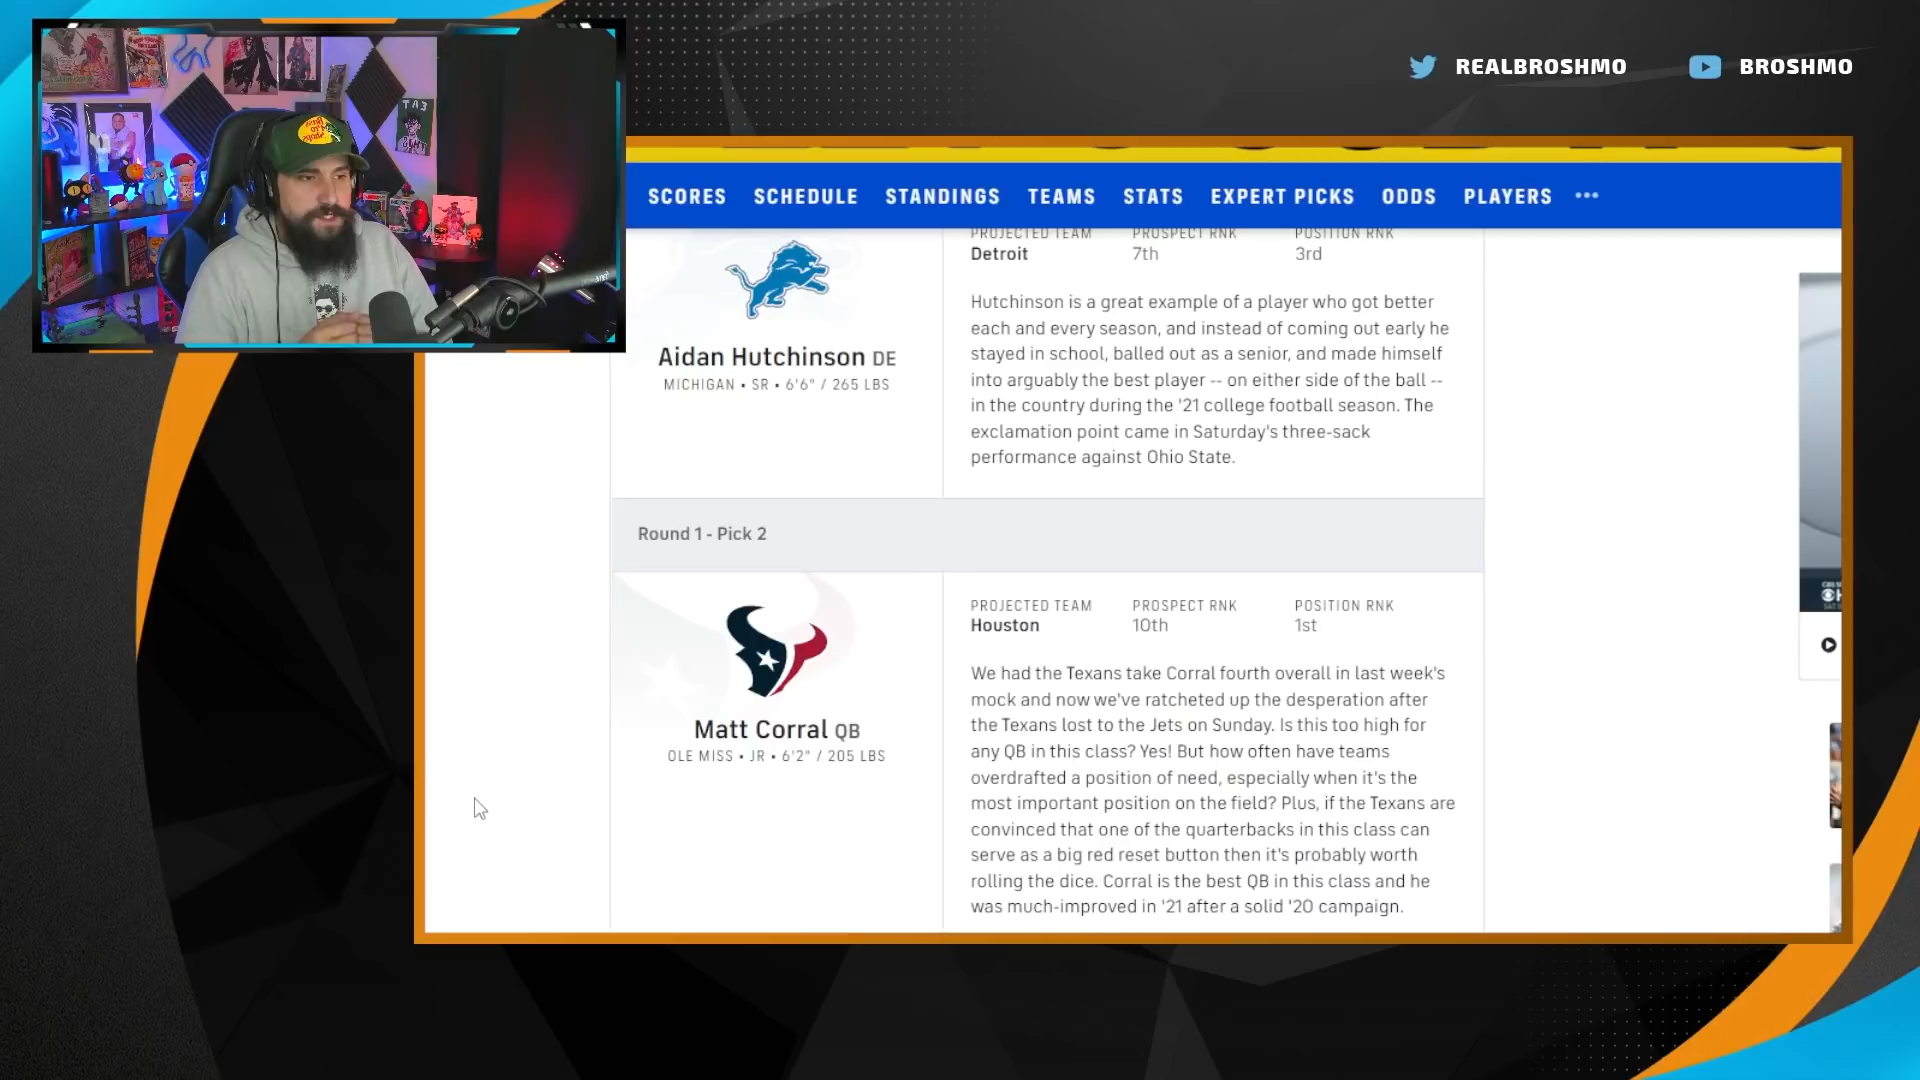 REALBROSHMO
BROSHMO
SCORES SCHEDULE STANDINGS TEAMS STATS EXPERT PICKS ODDS PLAYERS •••
PROJECTED TEAM PROSPECT RNK POSITION RNK
Detroit 7th 3rd
Aidan Hutchinson DE
MICHIGAN • SR • 6'6" / 265 LBS
Hutchinson is a great example of a player who got better
each and every season, and instead of coming out early he
stayed in school, balled out as a senior, and made himself
into arguably the best player -- on either side of the ball --
in the country during the '21 college football season. The
exclamation point came in Saturday's three-sack
performance against Ohio State.
Round 1 - Pick 2
Matt Corral QB
OLE MISS • JR • 6'2" / 205 LBS
PROJECTED TEAM PROSPECT RNK POSITION RNK
Houston 10th 1st
We had the Texans take Corral fourth overall in last week's
mock and now we've ratcheted up the desperation after
the Texans lost to the Jets on Sunday. Is this too high for
any QB in this class? Yes! But how often have teams
overdrafted a position of need, especially when it's the
most important position on the field? Plus, if the Texans are
convinced that one of the quarterbacks in this class can
serve as a big red reset button then it's probably worth
rolling the dice. Corral is the best QB in this class and he
was much-improved in '21 after a solid '20 campaign.